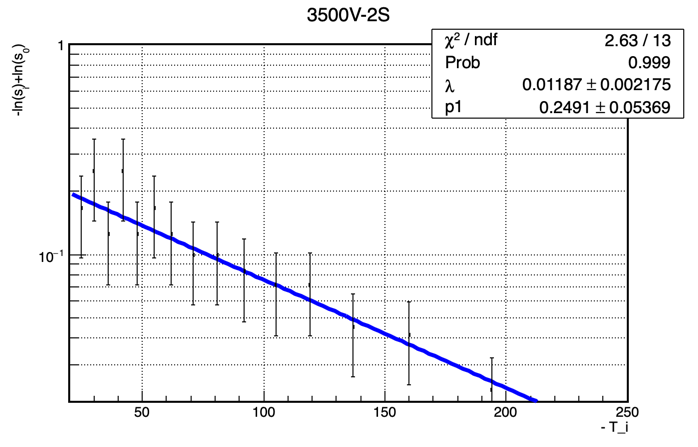 3500V-2S
χ² / ndf 2.63 / 13
Prob 0.999
λ 0.01187 ± 0.002175
p1 0.2491 ± 0.05369
-ln(s_i)+ln(s_0)
1
10⁻¹
50 100 150 200 250
- T_i